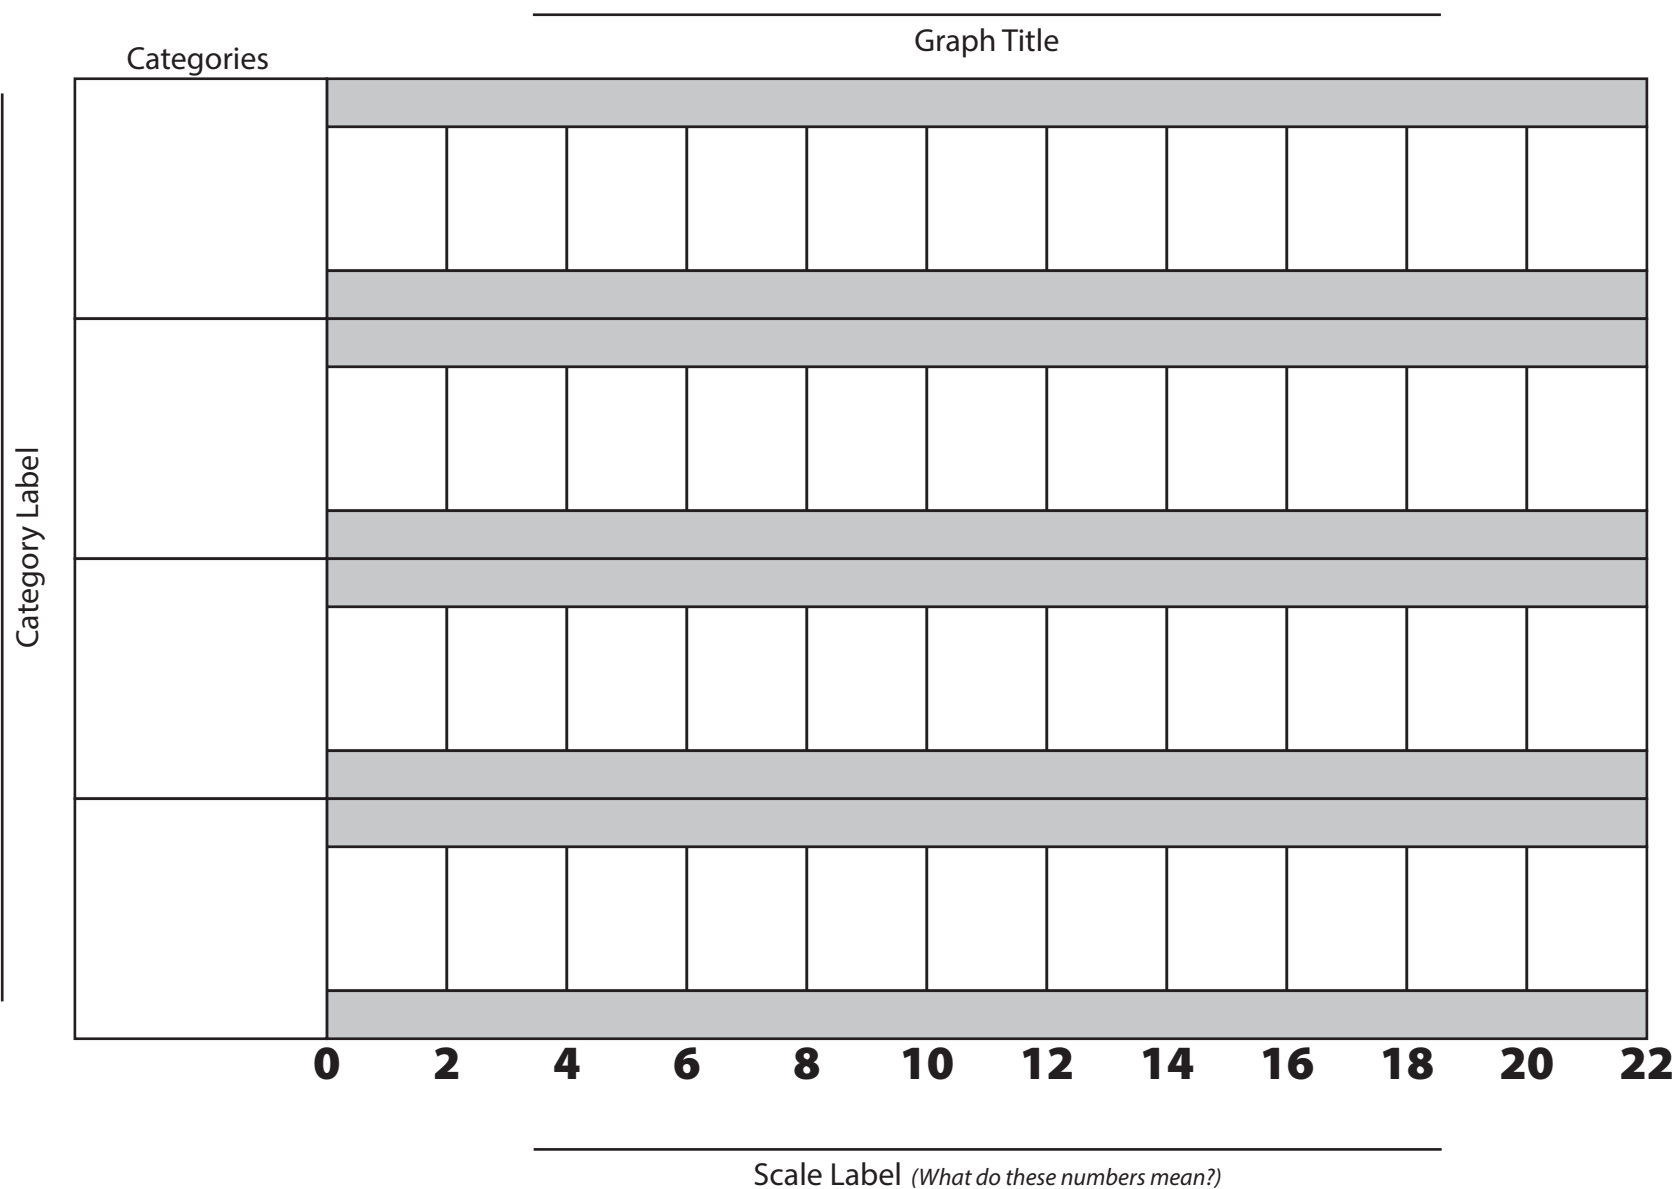 Graph Title
Categories
Category Label
0 2 4 6 8 10 12 14 16 18 20 22
Scale Label (What do these numbers mean?)